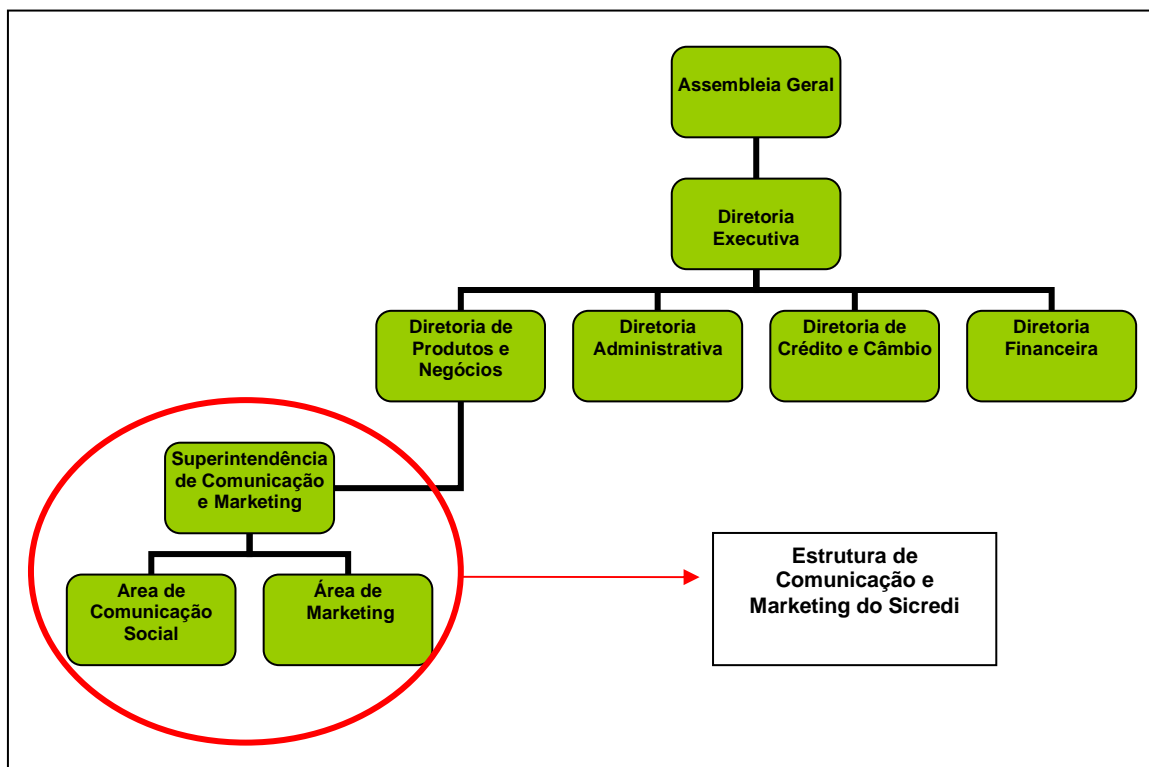 Assembleia Geral
Diretoria
Executiva
Diretoria de
Produtos e
Negócios
Diretoria
Administrativa
Diretoria de
Crédito e Câmbio
Diretoria
Financeira
Superintendência
de Comunicação
e Marketing
Area de
Comunicação
Social
Área de
Marketing
Estrutura de
Comunicação e
Marketing do Sicredi